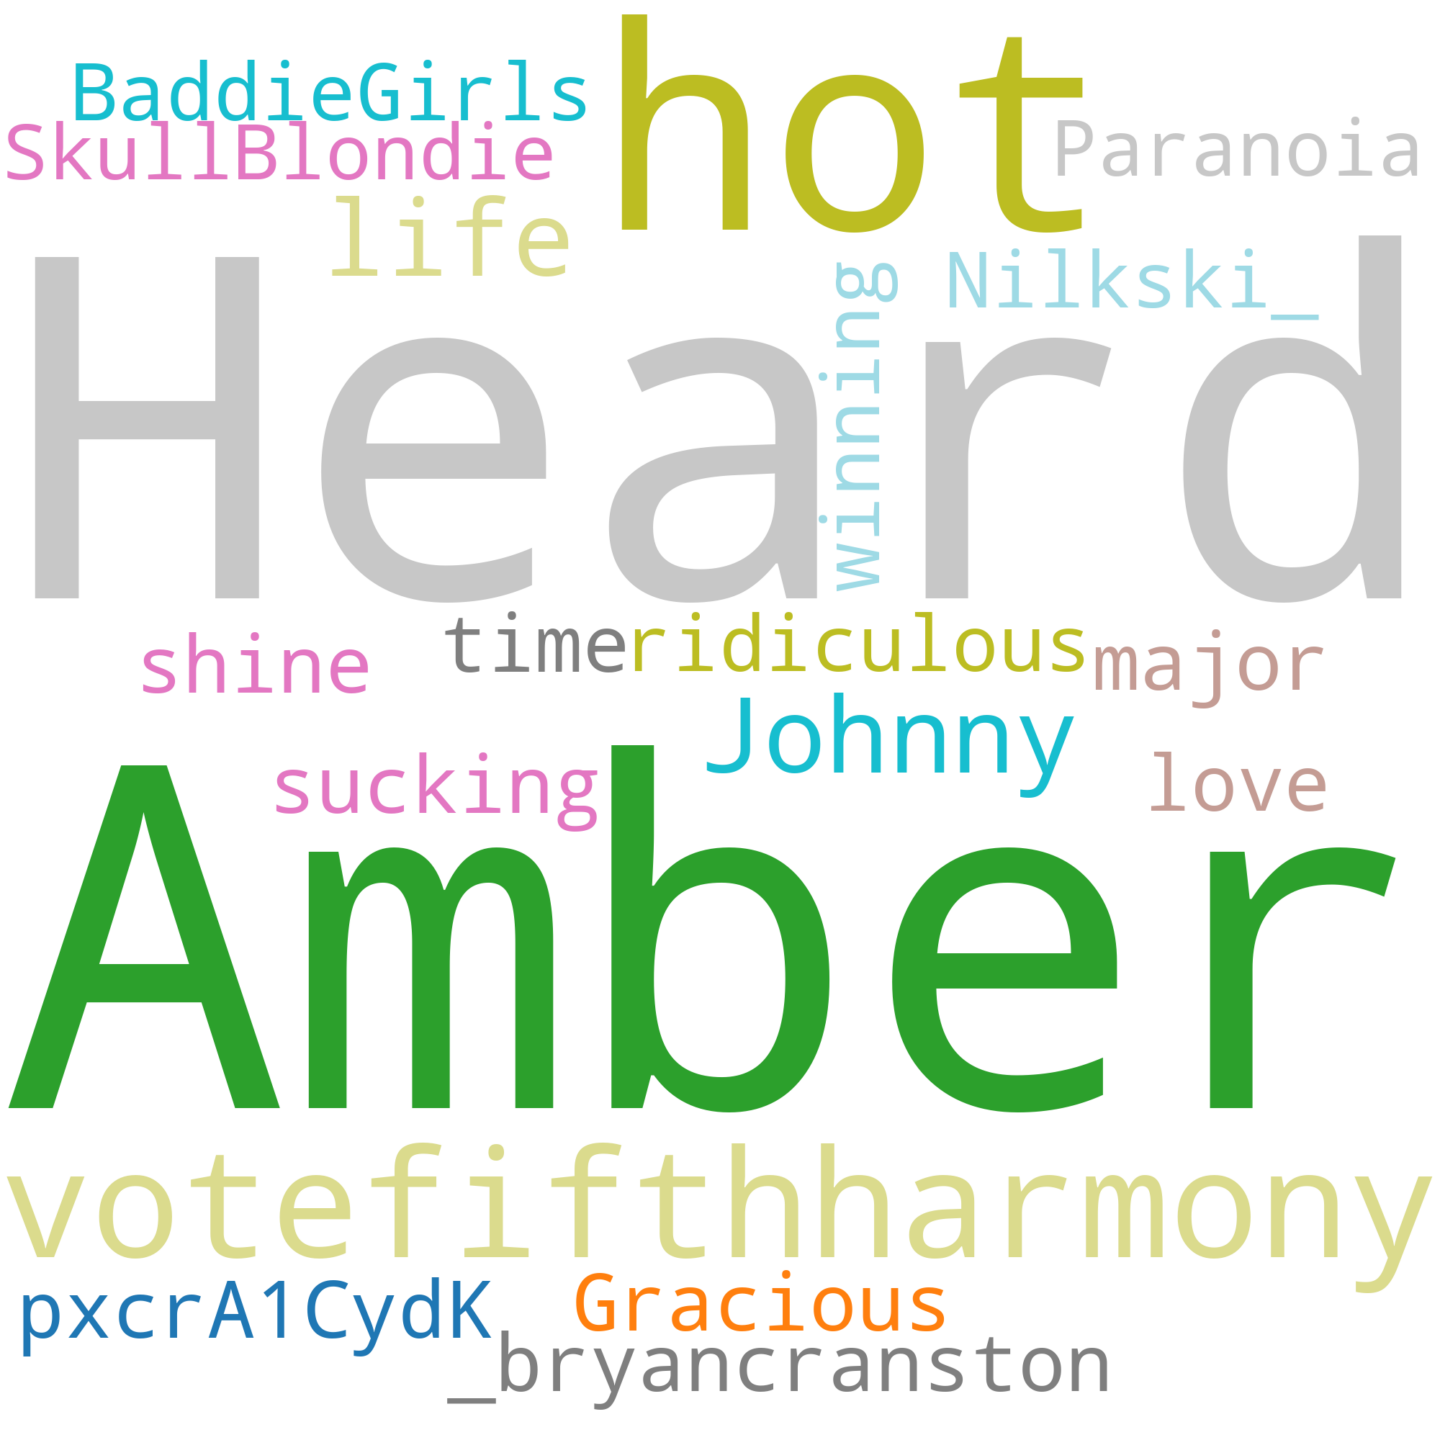 hot
BaddieGirls
SkullBlondie
Paranoia
life
Heard
winning
Nilkski_
shine
time
ridiculous
major
Johnny
sucking
love
Amber
votefifthharmony
pxcrA1CydK
Gracious
_bryancranston